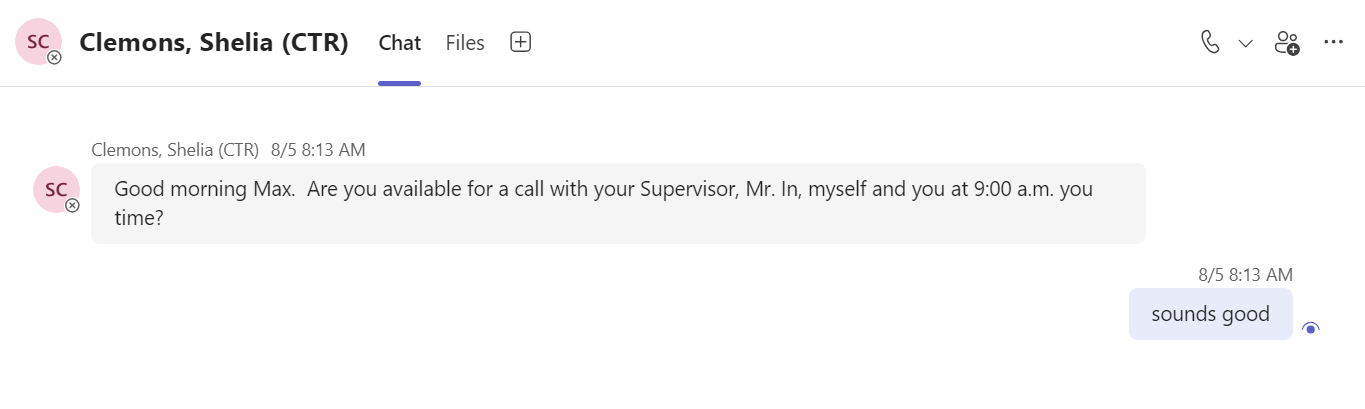 SC Clemons, Shelia (CTR) Chat Files
Clemons, Shelia (CTR) 8/5 8:13 AM
SC
Good morning Max.  Are you available for a call with your Supervisor, Mr. In, myself and you at 9:00 a.m. you
time?
8/5 8:13 AM
sounds good